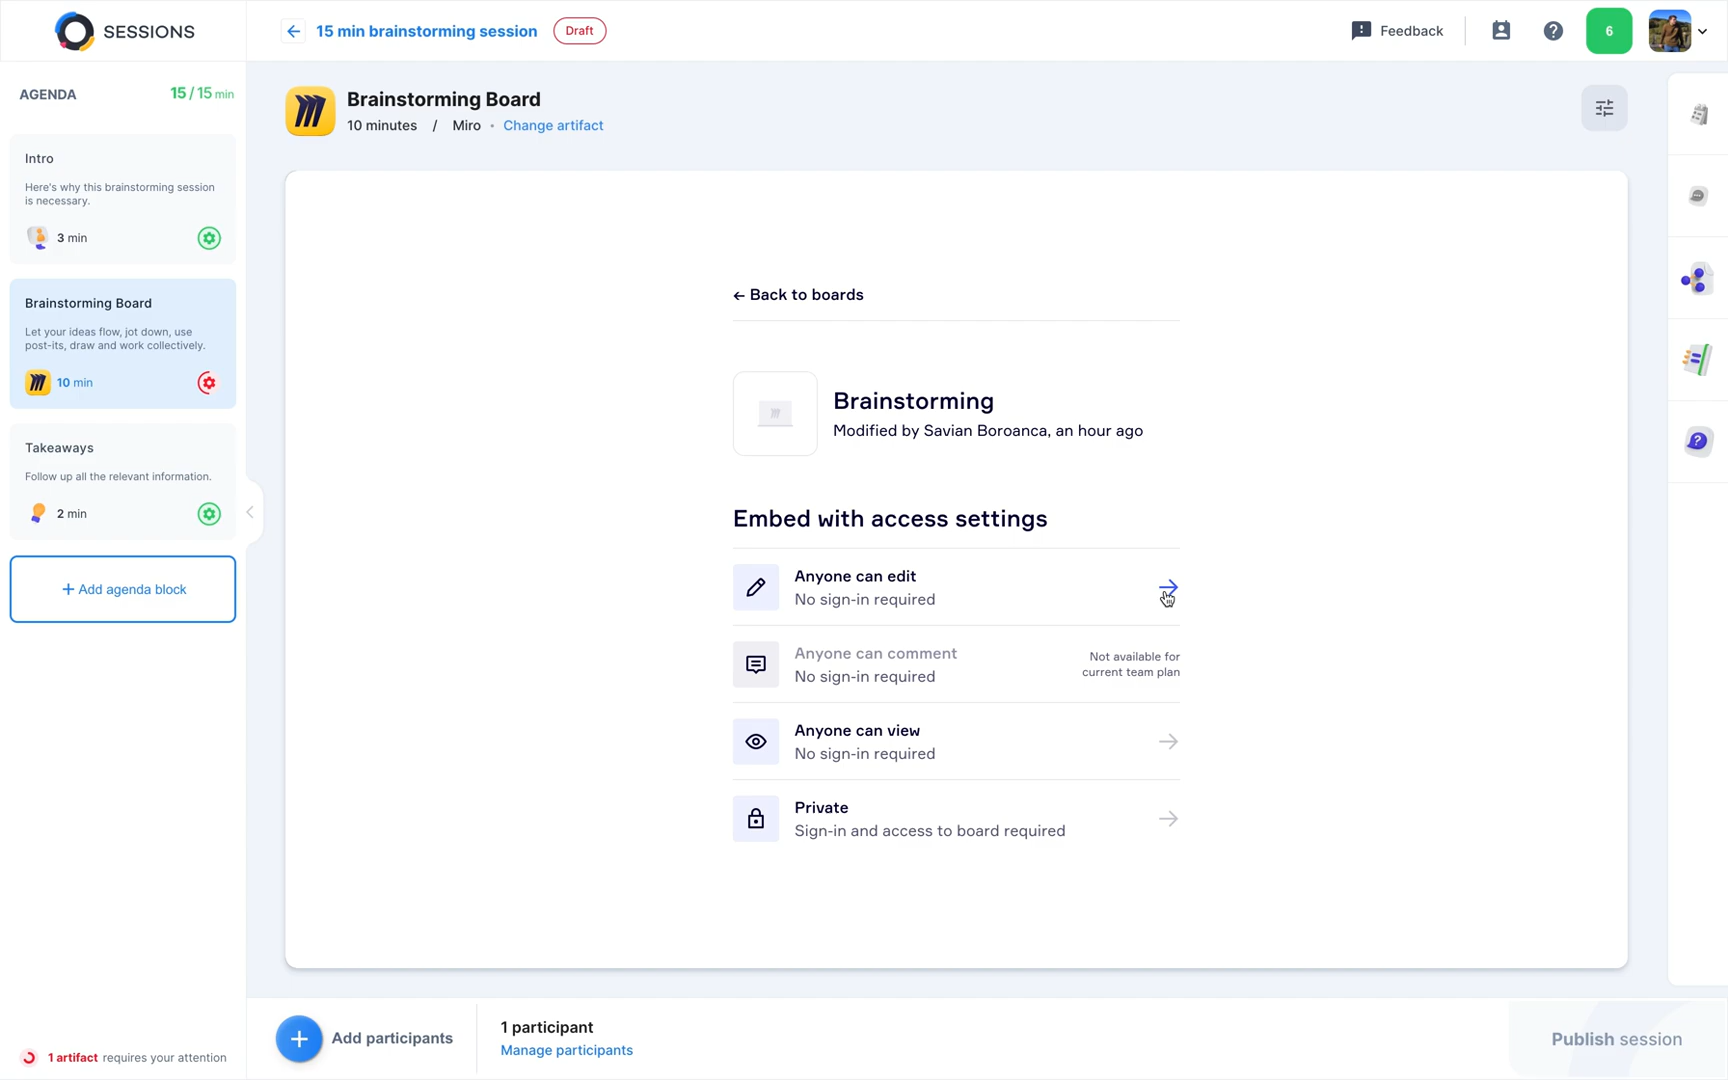 SESSIONS
15 min brainstorming session
Draft
Feedback
6
AGENDA
15 / 15 min
Intro
Here's why this brainstorming session
is necessary.
3 min
Brainstorming Board
Let your ideas flow, jot down, use
post-its, draw and work collectively.
10 min
Takeaways
Follow up all the relevant information.
2 min
+ Add agenda block
1 artifact requires your attention
Brainstorming Board
10 minutes / Miro • Change artifact
← Back to boards
Brainstorming
Modified by Savian Boroanca, an hour ago
Embed with access settings
Anyone can edit
No sign-in required
Anyone can comment
No sign-in required
Not available for
current team plan
Anyone can view
No sign-in required
Private
Sign-in and access to board required
Add participants
1 participant
Manage participants
Publish session